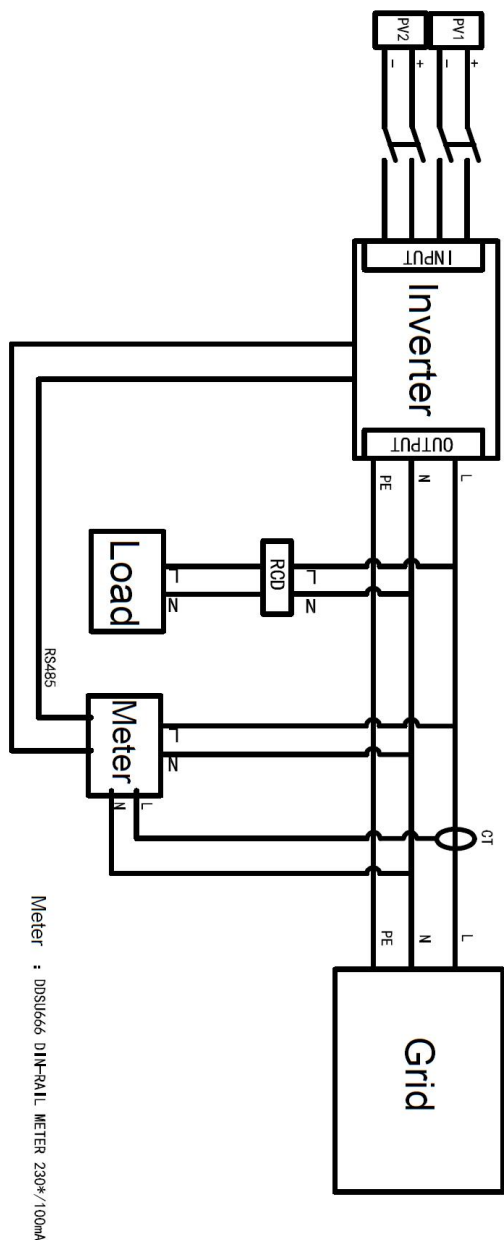 PV1
+
-
PV2
+
-
INPUT
Inverter
OUTPUT
L
N
PE
CT
L
N
PE
Grid
L
N
RCD
L
N
Load
L
N
Meter
L
N
RS485
Meter : DDSU666 DIN-RAIL METER 230*/100mA